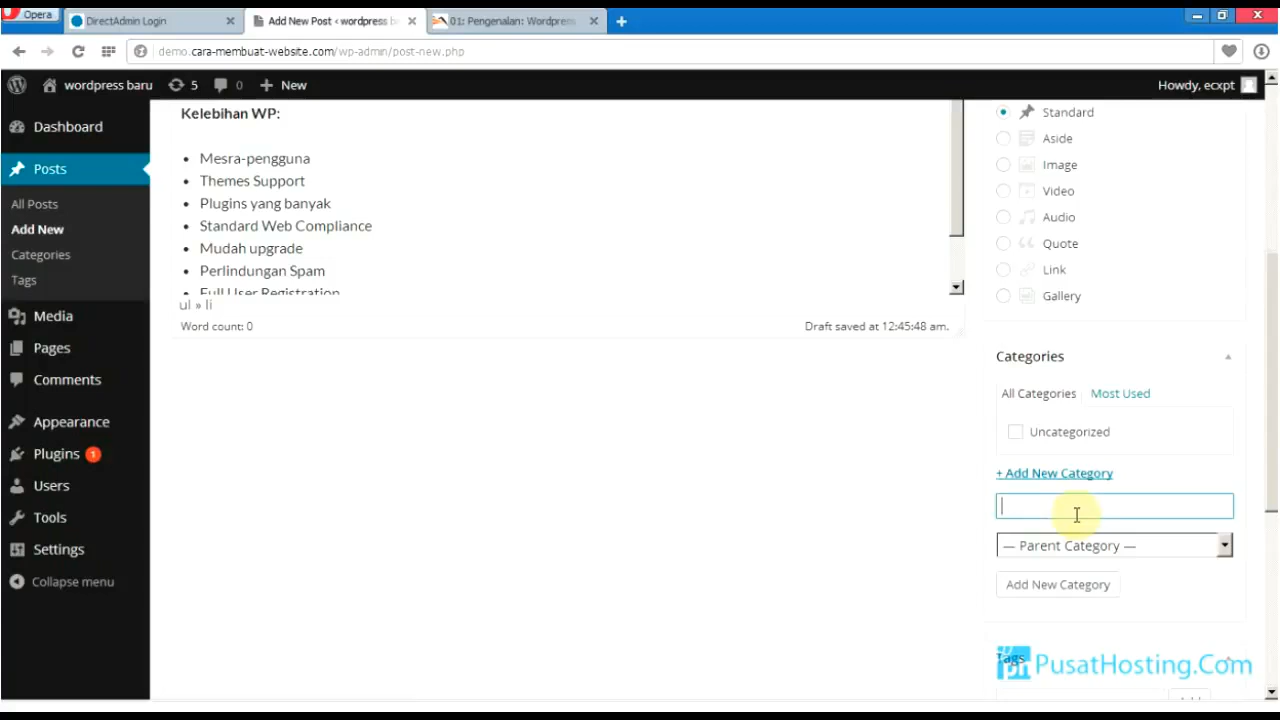 Opera
DirectAdmin Login
Add New Post ‹ wordpress b
01: Pengenalan: Wordpress
demo.cara-membuat-website.com/wp-admin/post-new.php
wordpress baru
5
0
New
Howdy, ecxpt
Dashboard
Posts
All Posts
Add New
Categories
Tags
Media
Pages
Comments
Appearance
Plugins 1
Users
Tools
Settings
Collapse menu
Kelebihan WP:
Mesra-pengguna
Themes Support
Plugins yang banyak
Standard Web Compliance
Mudah upgrade
Perlindungan Spam
Full User Registration
ul » li
Word count: 0
Draft saved at 12:45:48 am.
Standard
Aside
Image
Video
Audio
Quote
Link
Gallery
Categories
All Categories
Most Used
Uncategorized
+ Add New Category
— Parent Category —
Add New Category
Tags
PusatHosting.Com